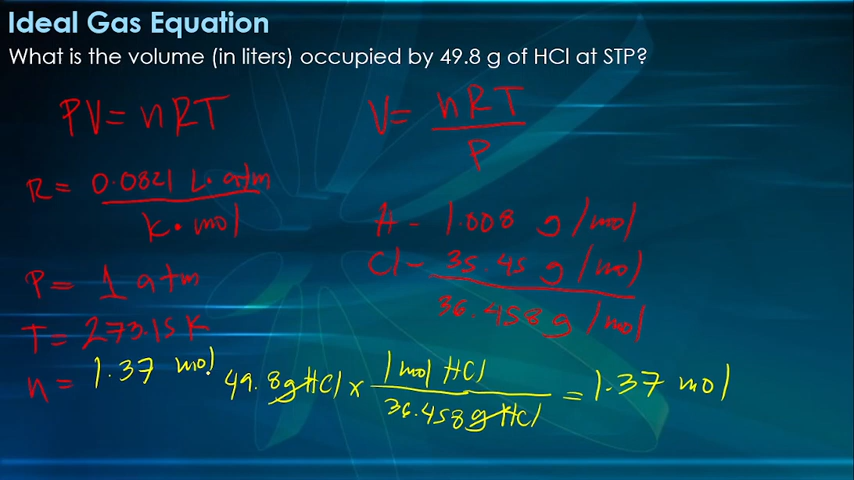 Ideal Gas Equation
What is the volume (in liters) occupied by 49.8 g of HCl at STP?
PV = nRT
V = nRT / P
R = 0.0821 L· atm / K· mol
H - 1.008 g/mol
Cl - 35.45 g/mol
36.458 g/mol
P = 1 atm
T = 273.15 K
n = 1.37 mol
49.8 g HCl x 1 mol HCl / 36.458 g HCl = 1.37 mol